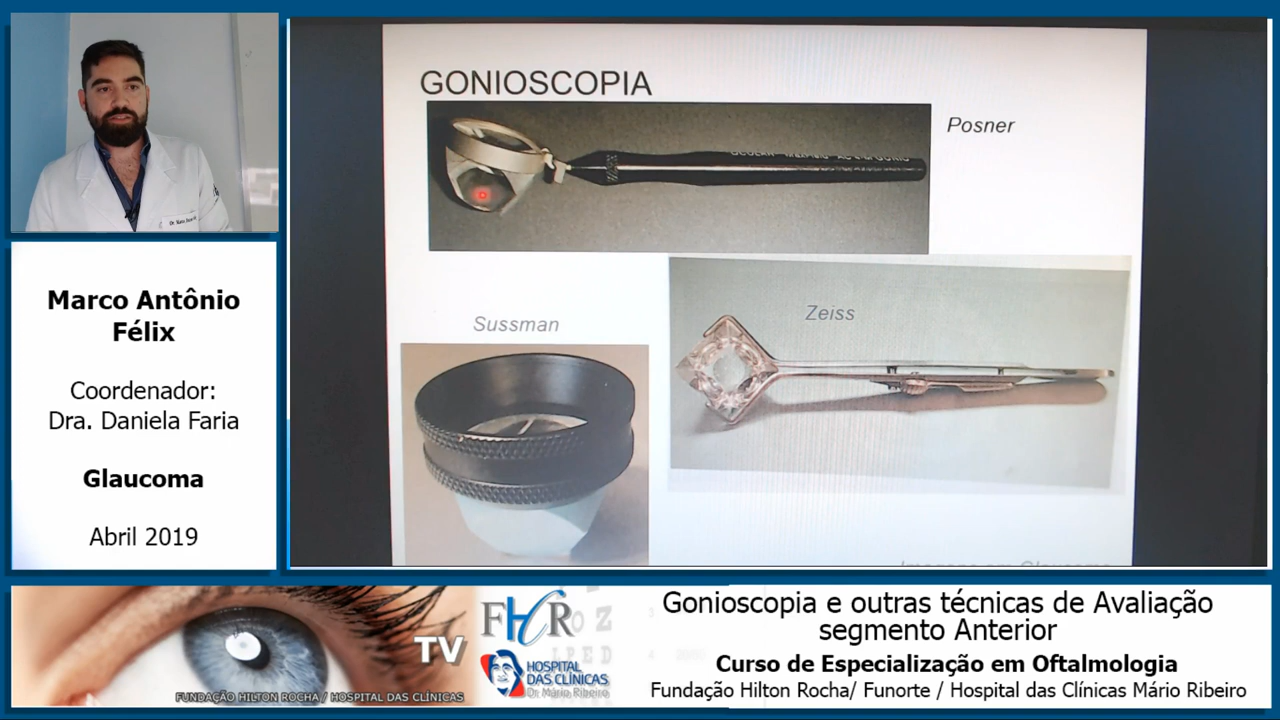 GONIOSCOPIA
Posner
Sussman
Zeiss
Marco Antônio
Félix
Coordenador:
Dra. Daniela Faria
Glaucoma
Abril 2019
TV
FHCR
HOSPITAL
DAS CLÍNICAS
Dr. Mário Ribeiro
FUNDAÇÃO HILTON ROCHA / HOSPITAL DAS CLÍNICAS
Gonioscopia e outras técnicas de Avaliação
segmento Anterior
Curso de Especialização em Oftalmologia
Fundação Hilton Rocha/ Funorte / Hospital das Clínicas Mário Ribeiro